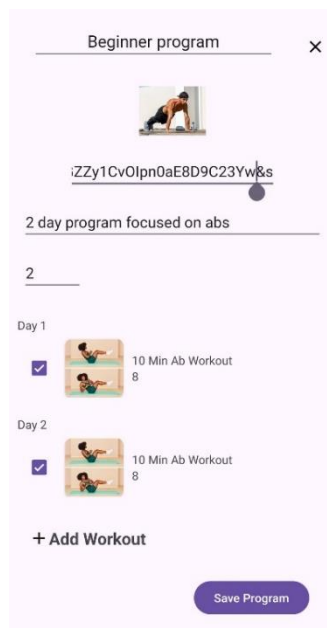 Beginner program
ZZy1CvOIpn0aE8D9C23Yw&s
2 day program focused on abs
2
Day 1
10 Min Ab Workout
8
Day 2
10 Min Ab Workout
8
+ Add Workout
Save Program